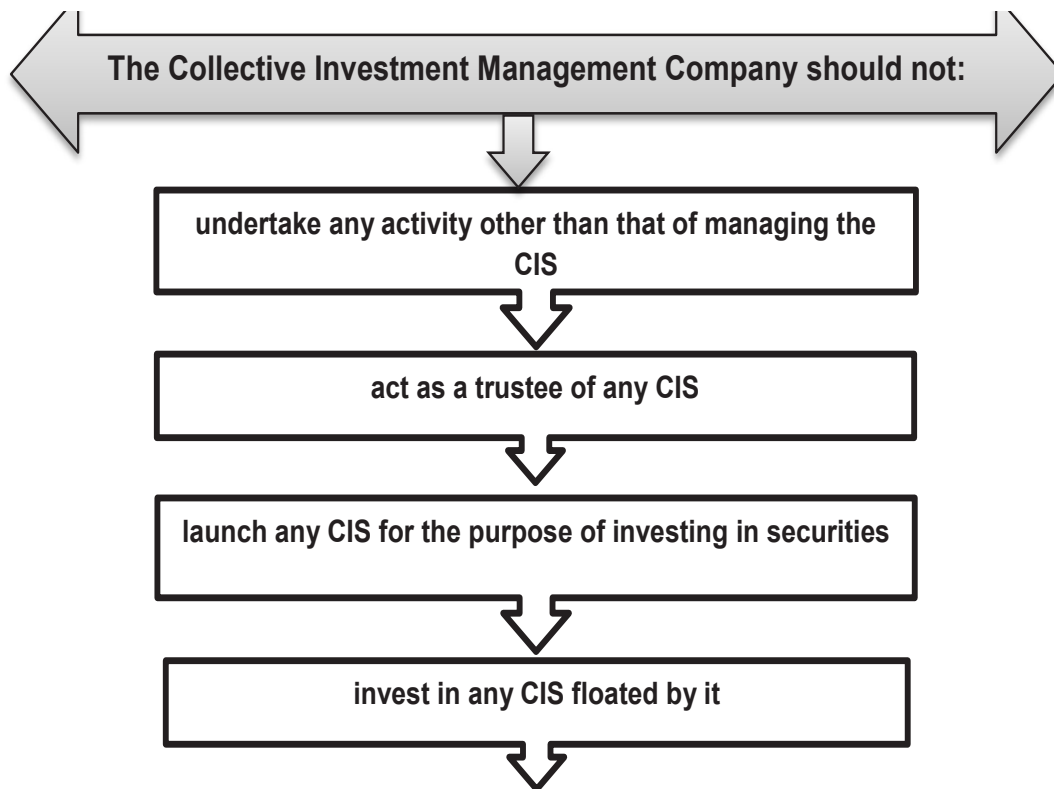 The Collective Investment Management Company should not:
undertake any activity other than that of managing the
CIS
act as a trustee of any CIS
launch any CIS for the purpose of investing in securities
invest in any CIS floated by it